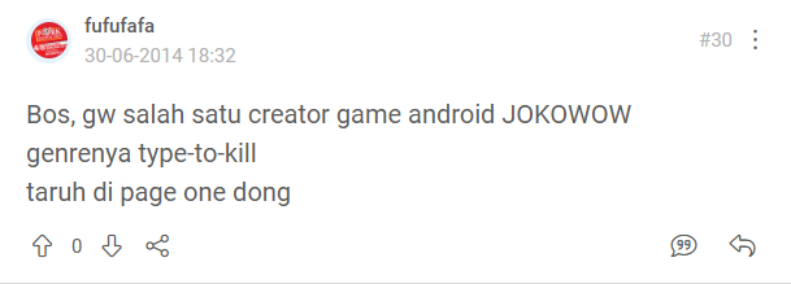 fufufafa
30-06-2014 18:32
#30
Bos, gw salah satu creator game android JOKOWOW
genrenya type-to-kill
taruh di page one dong
0
99